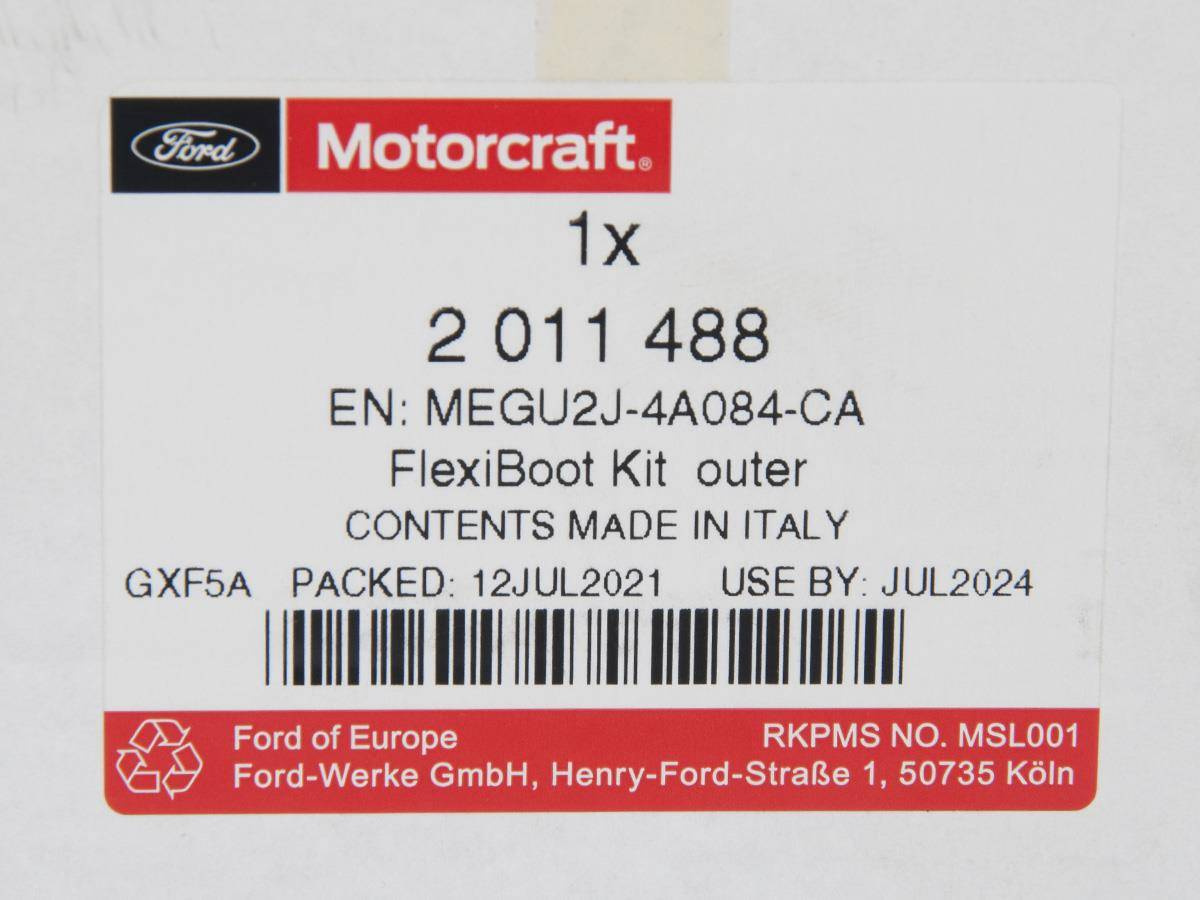 Ford Motorcraft®
1x
2 011 488
EN: MEGU2J-4A084-CA
FlexiBoot Kit outer
CONTENTS MADE IN ITALY
GXF5A PACKED: 12JUL2021 USE BY: JUL2024
Ford of Europe RKPMS NO. MSL001
Ford-Werke GmbH, Henry-Ford-Straße 1, 50735 Köln